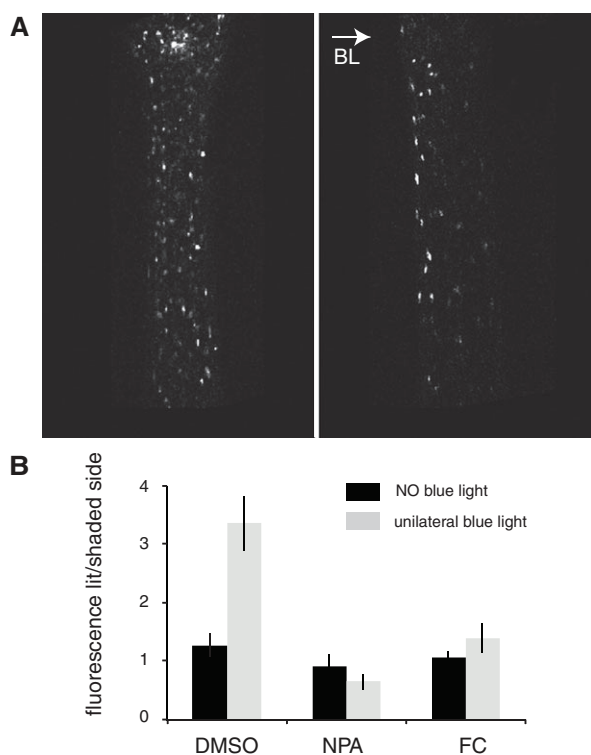 A
BL
B
fluorescence lit/shaded side
4
3
2
1
0
NO blue light
unilateral blue light
DMSO NPA FC